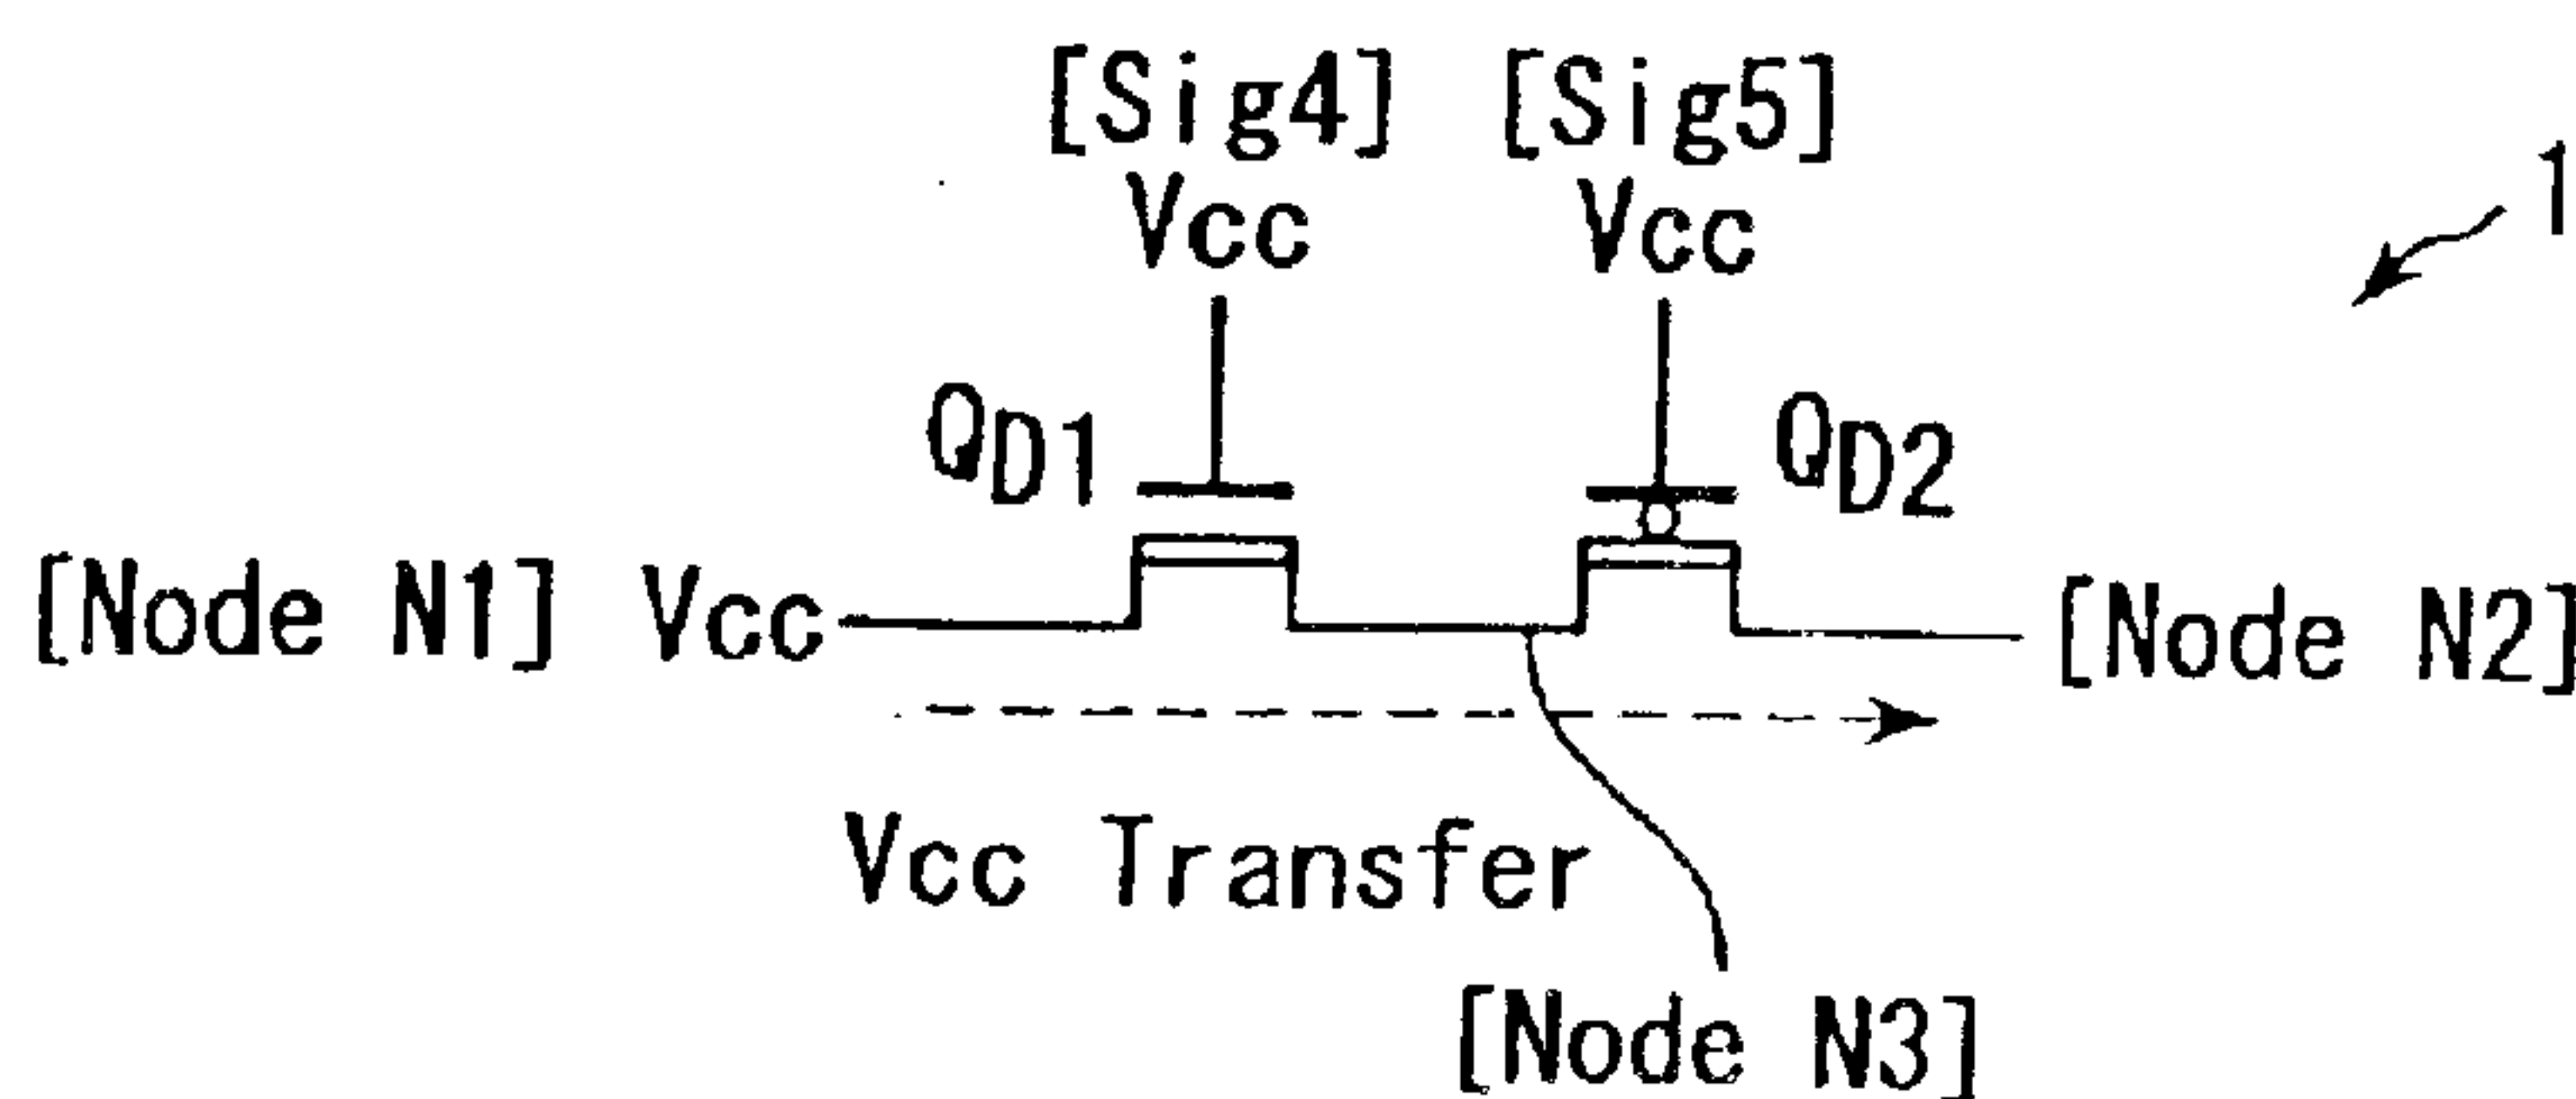 [Sig4] [Sig5]
Vcc Vcc
1
QD1 QD2
[Node N1] Vcc [Node N2]
Vcc Transfer
[Node N3]